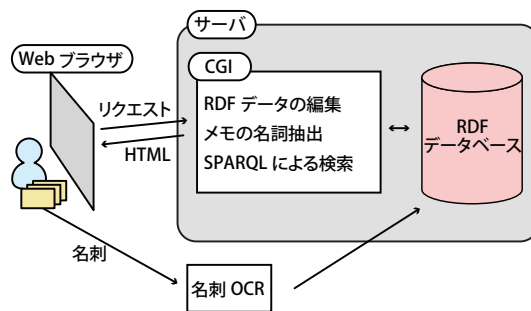 サーバ
Web ブラウザ
CGI
リクエスト
HTML
RDF データの編集
メモの名詞抽出
SPARQL による検索
RDF
データベース
名刺
名刺 OCR